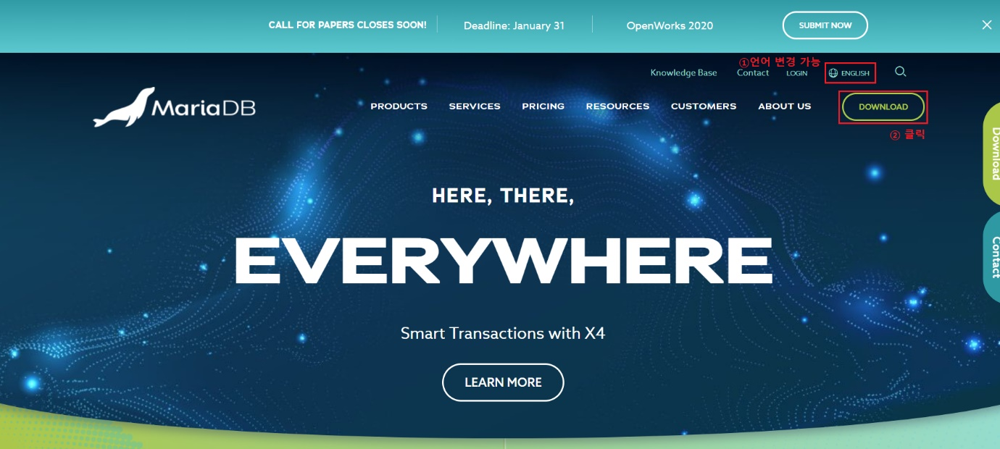 CALL FOR PAPERS CLOSES SOON! Deadline: January 31 OpenWorks 2020 SUBMIT NOW
①언어 변경 가능
Knowledge Base Contact LOGIN ENGLISH
MariaDB PRODUCTS SERVICES PRICING RESOURCES CUSTOMERS ABOUT US DOWNLOAD
② 클릭
Download
HERE, THERE,
EVERYWHERE
Contact
Smart Transactions with X4
LEARN MORE